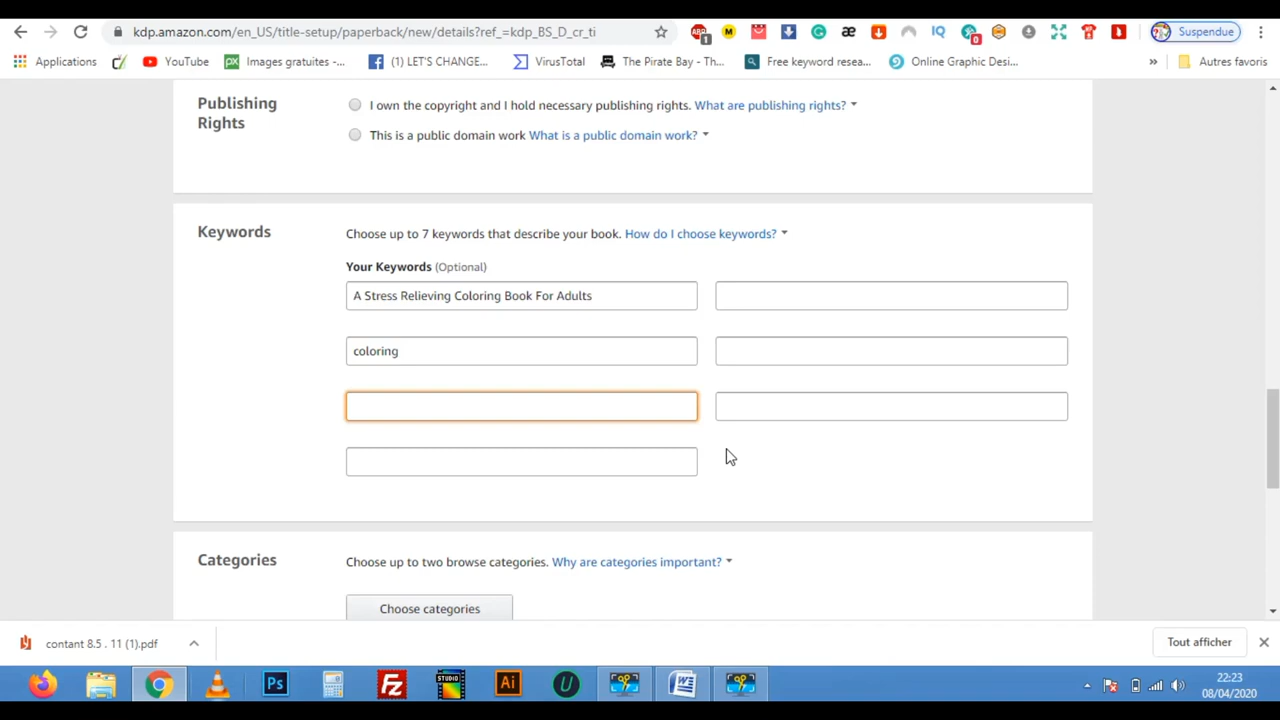 kdp.amazon.com/en_US/title-setup/paperback/new/details?ref_=kdp_BS_D_cr_ti
Suspendue
Applications
YouTube
Images gratuites -...
(1) LET'S CHANGE...
VirusTotal
The Pirate Bay - Th...
Free keyword resea...
Online Graphic Desi...
»
Autres favoris
Publishing Rights
I own the copyright and I hold necessary publishing rights. What are publishing rights?
This is a public domain work What is a public domain work?
Keywords
Choose up to 7 keywords that describe your book. How do I choose keywords?
Your Keywords (Optional)
A Stress Relieving Coloring Book For Adults
coloring
Categories
Choose up to two browse categories. Why are categories important?
Choose categories
contant 8.5 . 11 (1).pdf
Tout afficher
22:23
08/04/2020